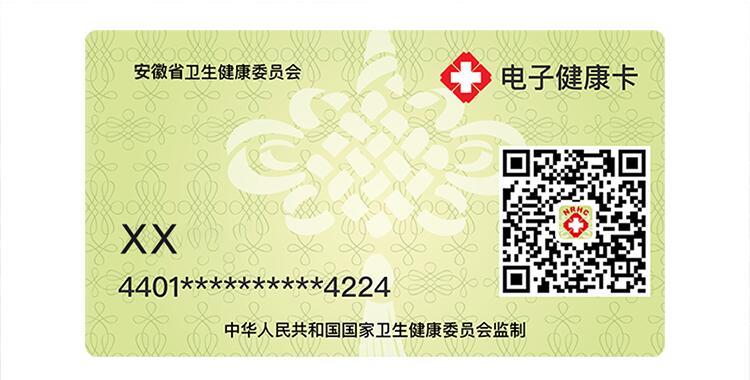 安徽省卫生健康委员会
电子健康卡
NRHC
XX
4401**********4224
中华人民共和国国家卫生健康委员会监制